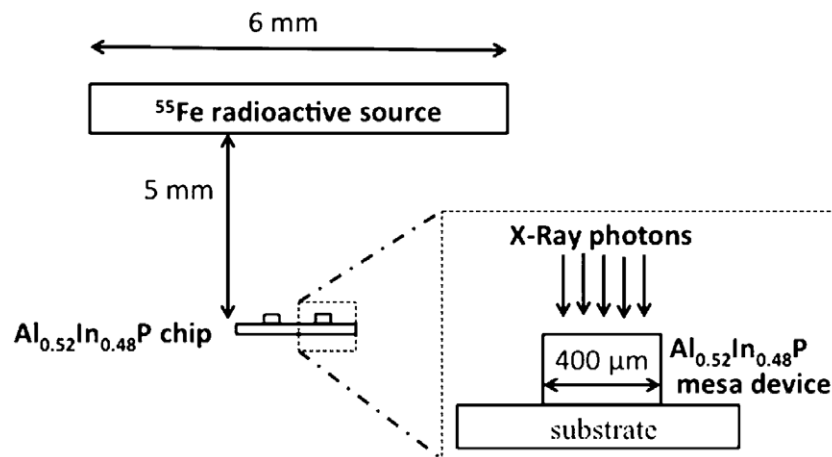 6 mm
⁵⁵Fe radioactive source
5 mm
X-Ray photons
Al₀.₅₂In₀.₄₈P chip
400 µm
Al₀.₅₂In₀.₄₈P
mesa device
substrate